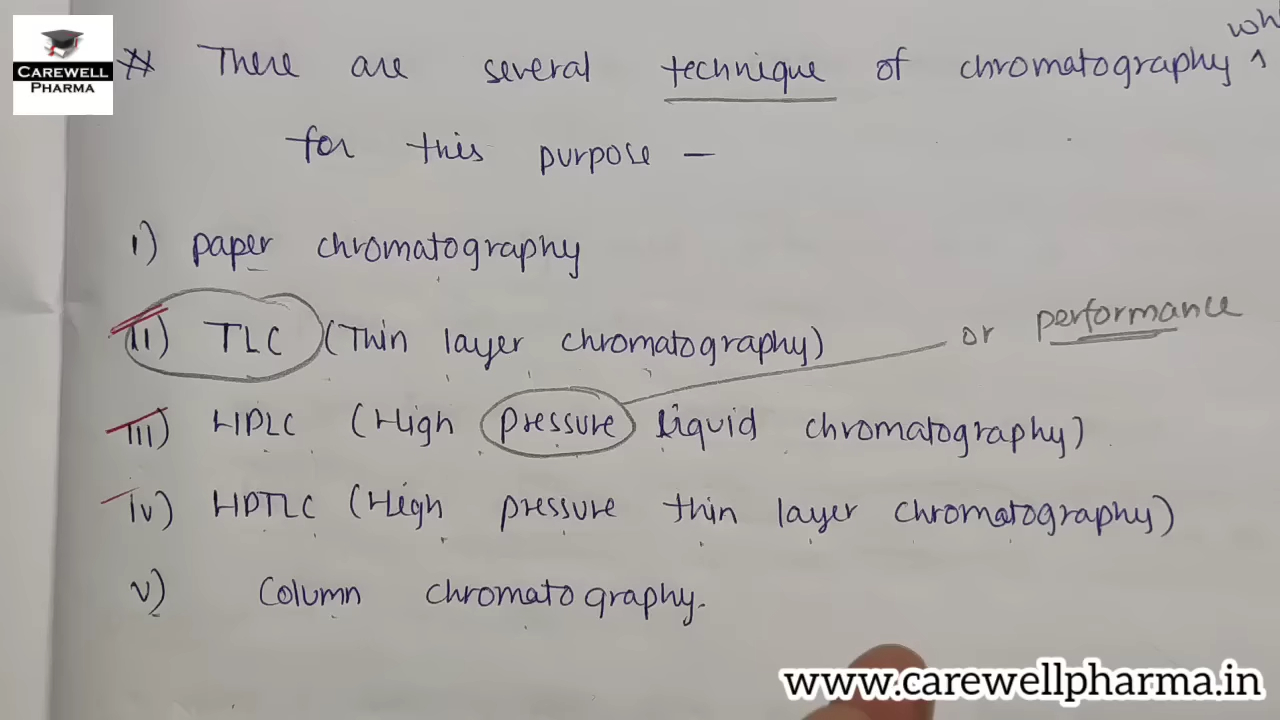 CAREWELL
PHARMA
# There are several technique of chromatography
for this purpose —
i) paper chromatography
ii) TLC (Thin layer chromatography)
or performance
iii) HPLC (High pressure liquid chromatography)
iv) HPTLC (High pressure thin layer chromatography)
v) Column chromatography.
www.carewellpharma.in